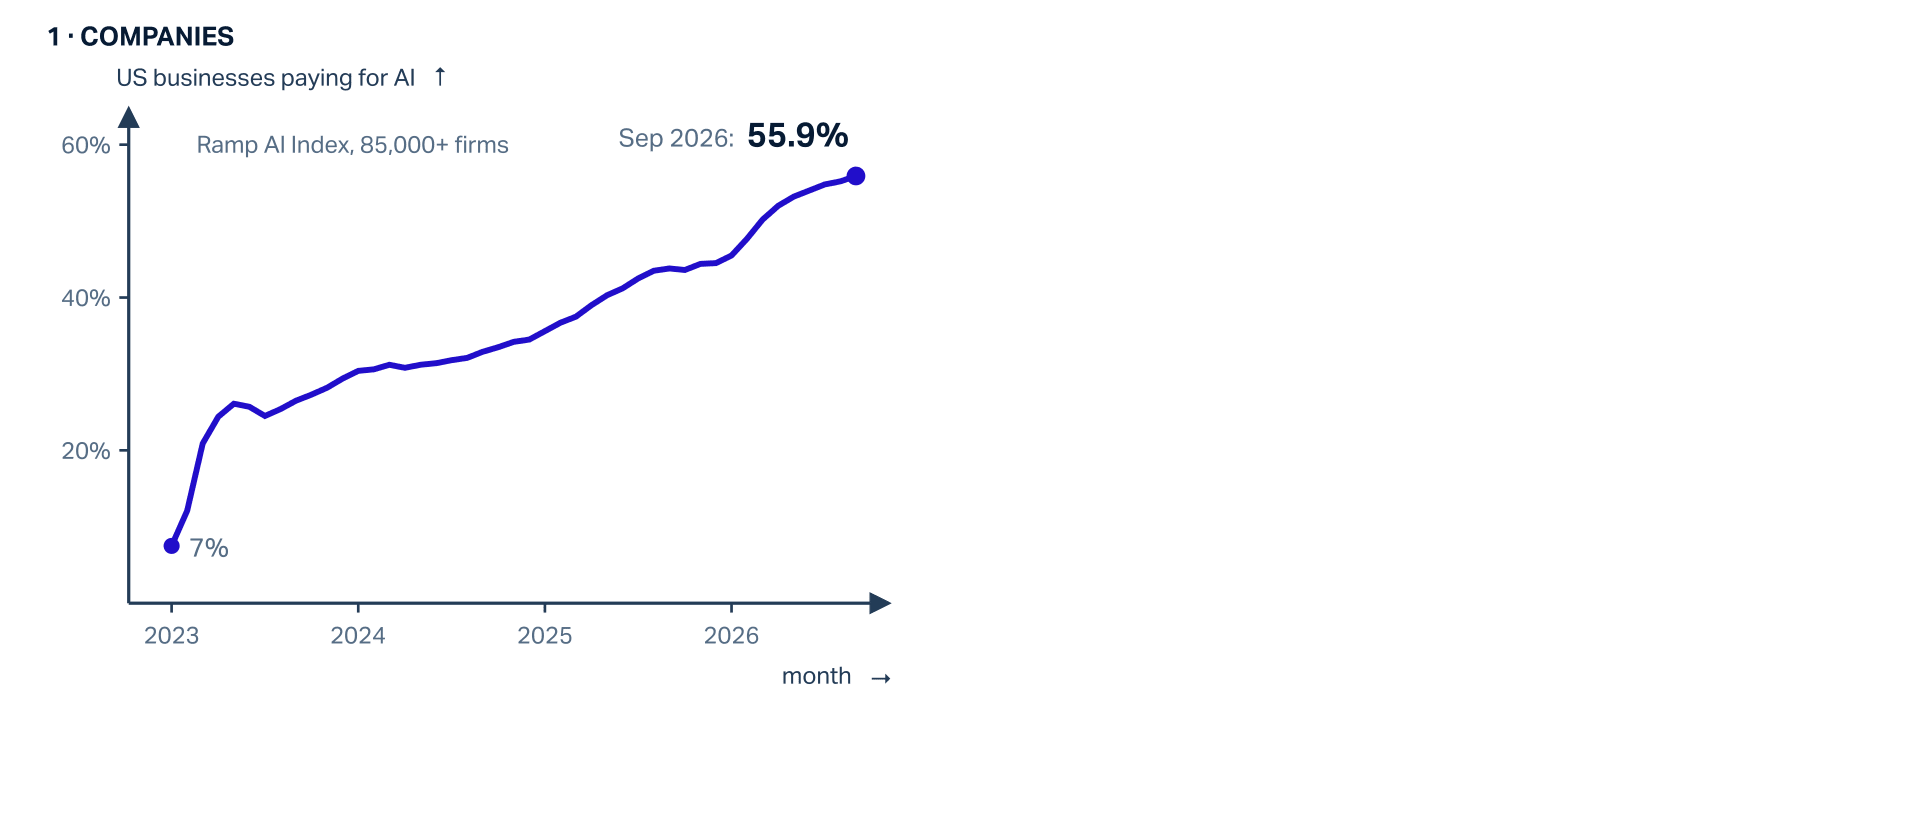 1 · COMPANIES
US businesses paying for AI ↑
60%
Ramp AI Index, 85,000+ firms
Sep 2026: 55.9%
40%
20%
7%
2023 2024 2025 2026
month →